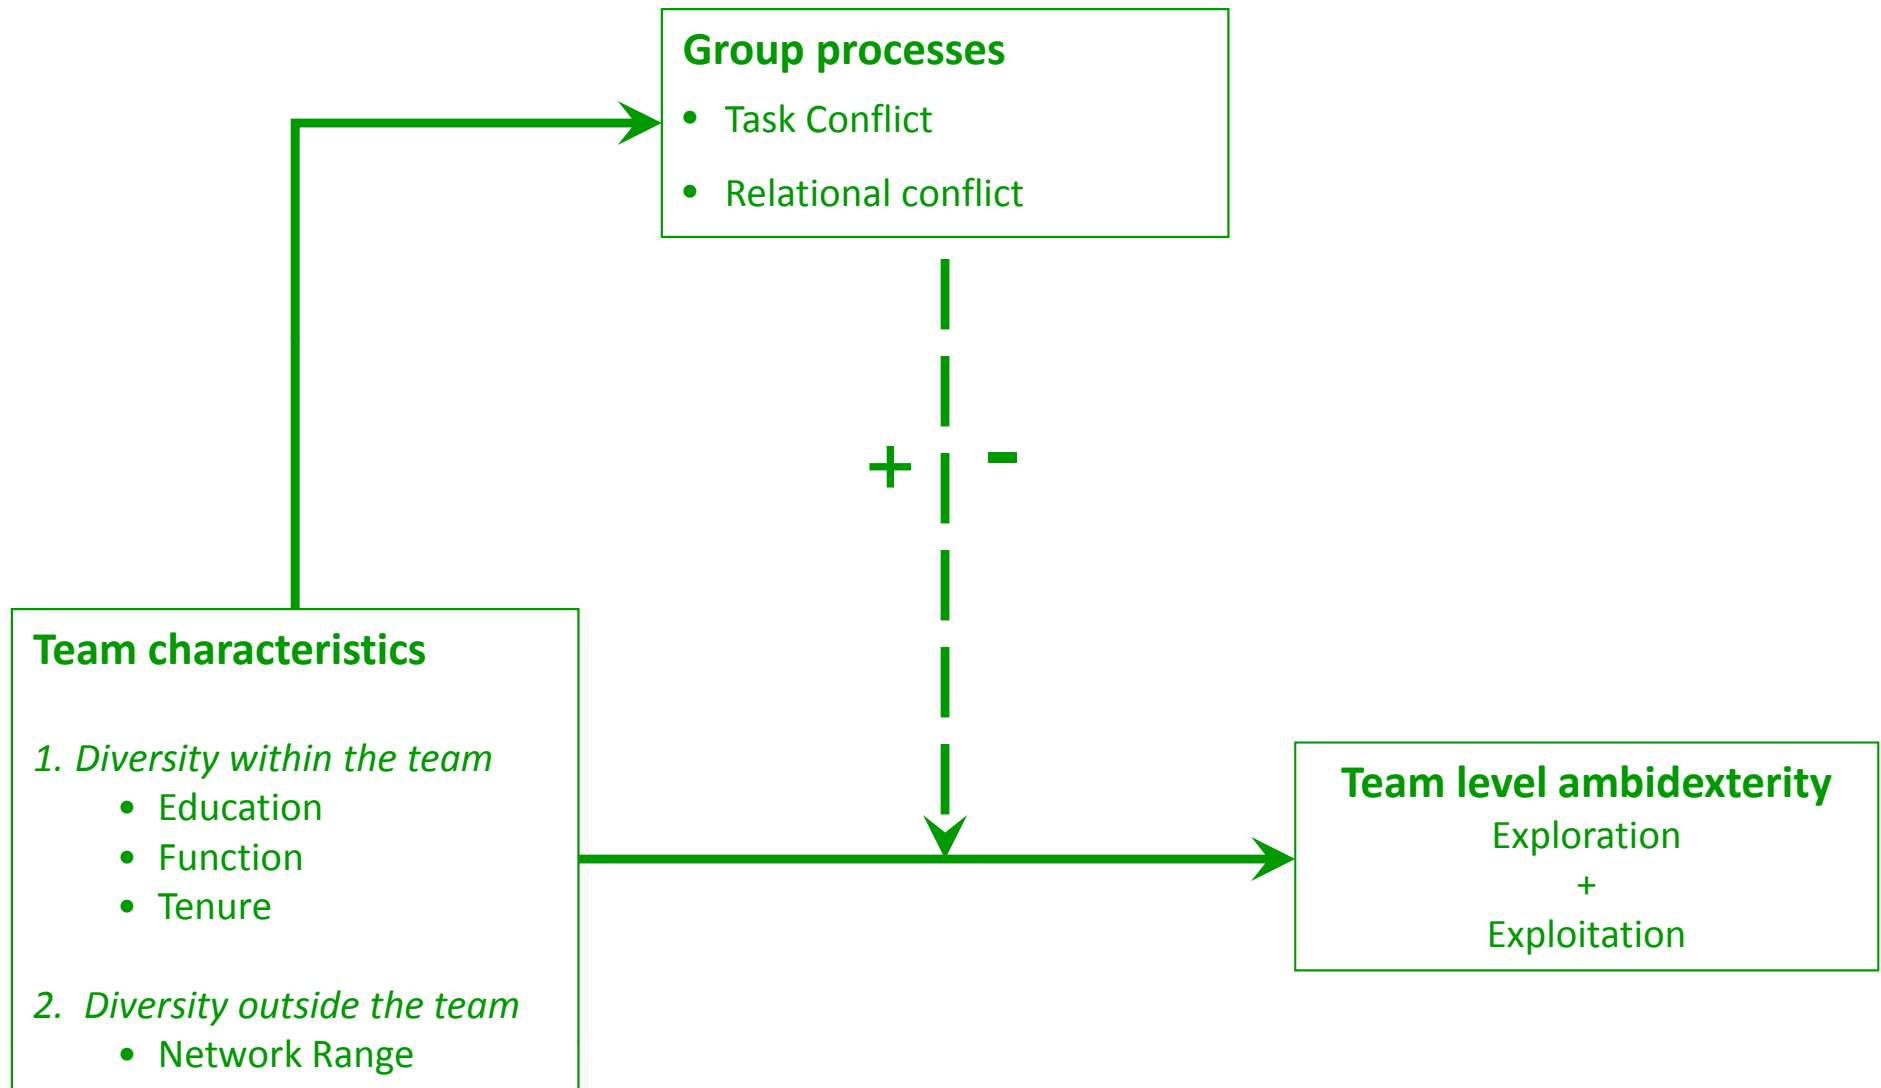 Group processes
• Task Conflict
• Relational conflict
+ -
Team characteristics
1. Diversity within the team
• Education
• Function
• Tenure
2. Diversity outside the team
• Network Range
Team level ambidexterity
Exploration
+
Exploitation